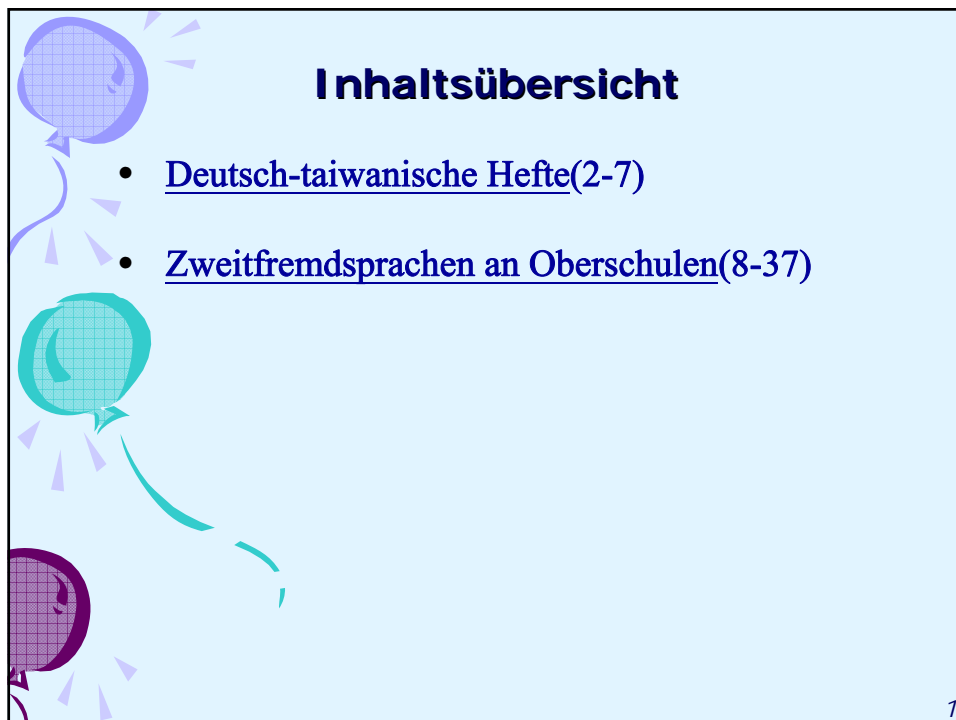 Inhaltsübersicht
• Deutsch-taiwanische Hefte(2-7)
• Zweitfremdsprachen an Oberschulen(8-37)
1